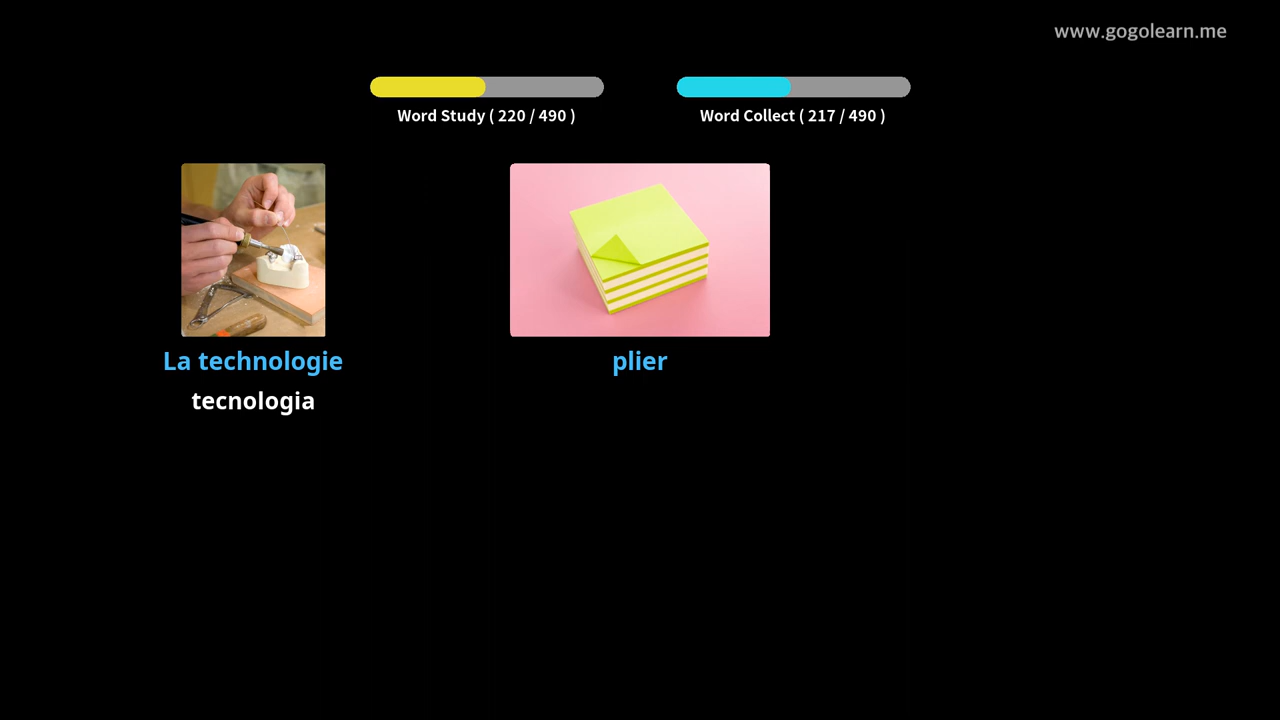 www.gogolearn.me
Word Study ( 220 / 490 )
Word Collect ( 217 / 490 )
La technologie
tecnologia
plier